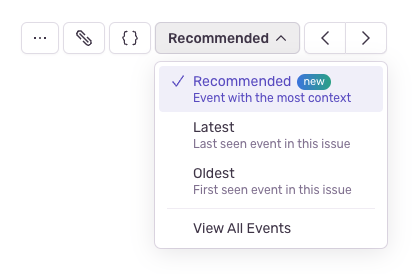 ... {} Recommended
Recommended new
Event with the most context
Latest
Last seen event in this issue
Oldest
First seen event in this issue
View All Events